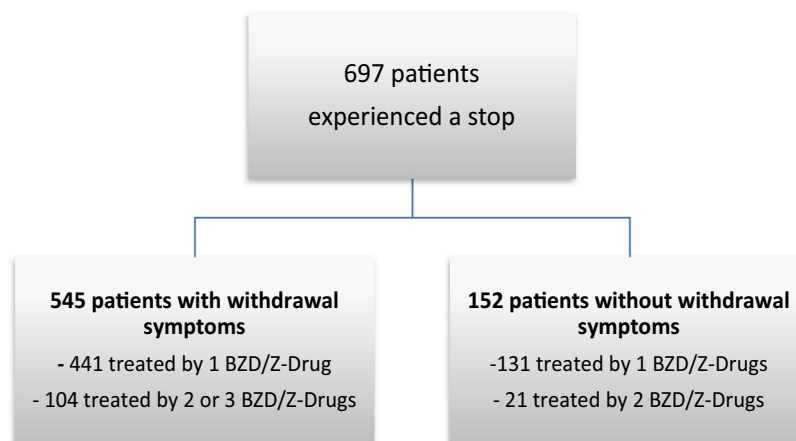 697 patients
experienced a stop
545 patients with withdrawal
symptoms
- 441 treated by 1 BZD/Z-Drug
- 104 treated by 2 or 3 BZD/Z-Drugs
152 patients without withdrawal
symptoms
-131 treated by 1 BZD/Z-Drugs
- 21 treated by 2 BZD/Z-Drugs